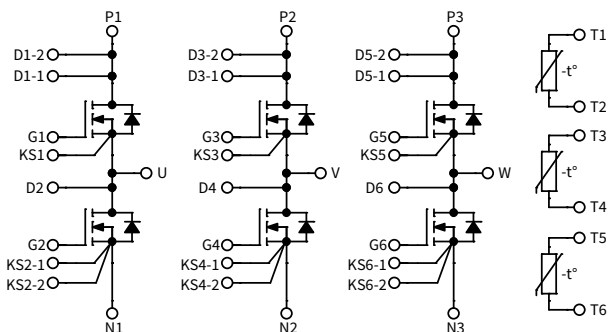 P1 P2 P3
D1-2 D3-2 D5-2 T1
D1-1 D3-1 D5-1
-t°
T2
G1 G3 G5 T3
KS1 KS3 KS5
-t°
U V W
D2 D4 D6
T4
T5
G2 G4 G6
KS2-1 KS4-1 KS6-1
-t°
KS2-2 KS4-2 KS6-2
T6
N1 N2 N3